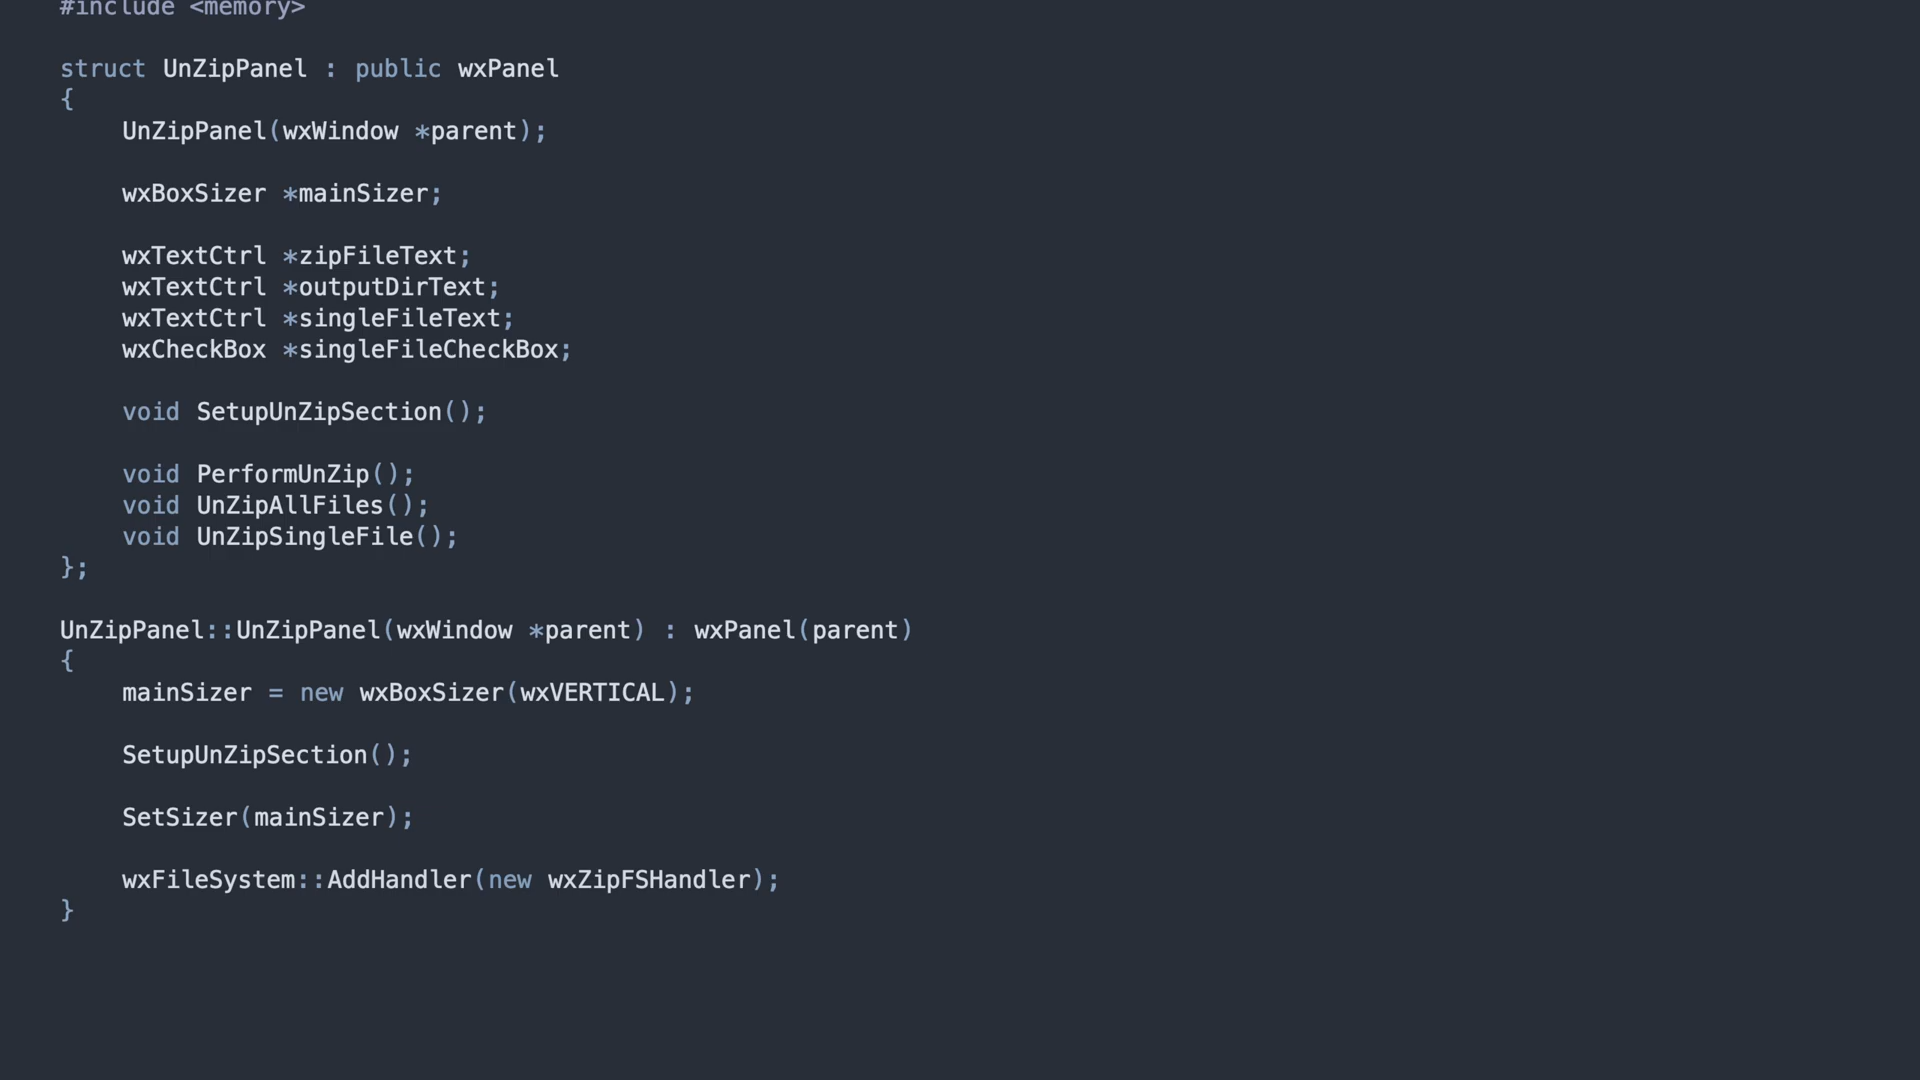 #include <memory>
struct UnZipPanel : public wxPanel
{
    UnZipPanel(wxWindow *parent);
    wxBoxSizer *mainSizer;
    wxTextCtrl *zipFileText;
    wxTextCtrl *outputDirText;
    wxTextCtrl *singleFileText;
    wxCheckBox *singleFileCheckBox;
    void SetupUnZipSection();
    void PerformUnZip();
    void UnZipAllFiles();
    void UnZipSingleFile();
};
UnZipPanel::UnZipPanel(wxWindow *parent) : wxPanel(parent)
{
    mainSizer = new wxBoxSizer(wxVERTICAL);
    SetupUnZipSection();
    SetSizer(mainSizer);
    wxFileSystem::AddHandler(new wxZipFSHandler);
}